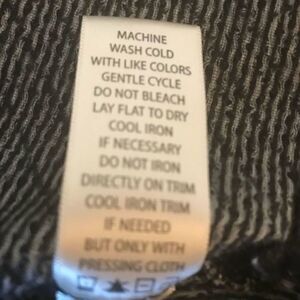 MACHINE
WASH COLD
WITH LIKE COLORS
GENTLE CYCLE
DO NOT BLEACH
LAY FLAT TO DRY
COOL IRON
IF NECESSARY
DO NOT IRON
DIRECTLY ON TRIM
COOL IRON TRIM
IF NEEDED
BUT ONLY WITH
PRESSING CLOTH